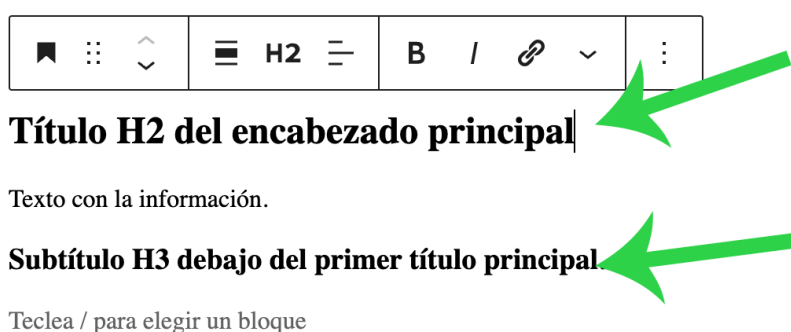 H2 B I
Título H2 del encabezado principal
Texto con la información.
Subtítulo H3 debajo del primer título principal.
Teclea / para elegir un bloque